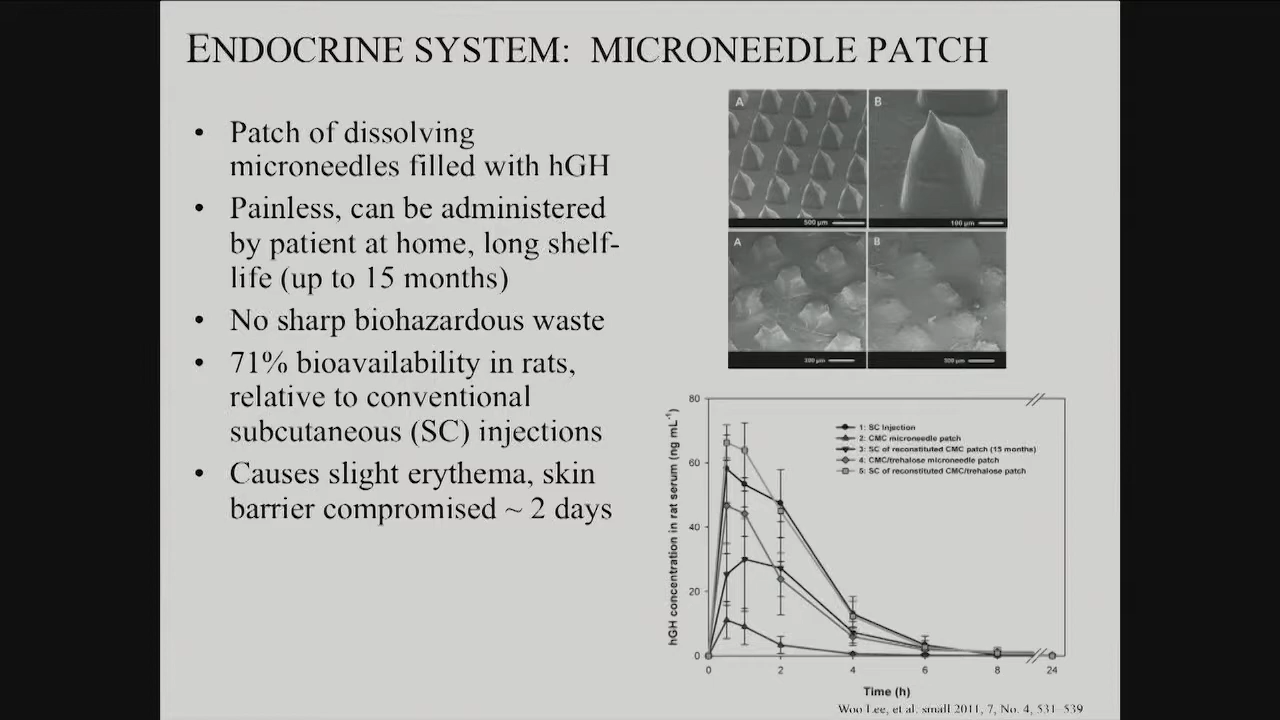 ENDOCRINE SYSTEM: MICRONEEDLE PATCH
• Patch of dissolving
microneedles filled with hGH
• Painless, can be administered
by patient at home, long shelf-
life (up to 15 months)
• No sharp biohazardous waste
• 71% bioavailability in rats,
relative to conventional
subcutaneous (SC) injections
• Causes slight erythema, skin
barrier compromised ~ 2 days
A
B
500 µm
100 µm
A
B
300 µm
hGH concentration in rat serum (ng mL⁻¹)
80
60
40
20
0
1: SC Injection
2: CMC microneedle patch
3: SC of reconstituted CMC patch (15 months)
4: CMC/trehalose microneedle patch
5: SC of reconstituted CMC/trehalose patch
0 2 4 6 8 24
Time (h)
Woo Lee, et al. small 2011, 7, No. 4, 531–539